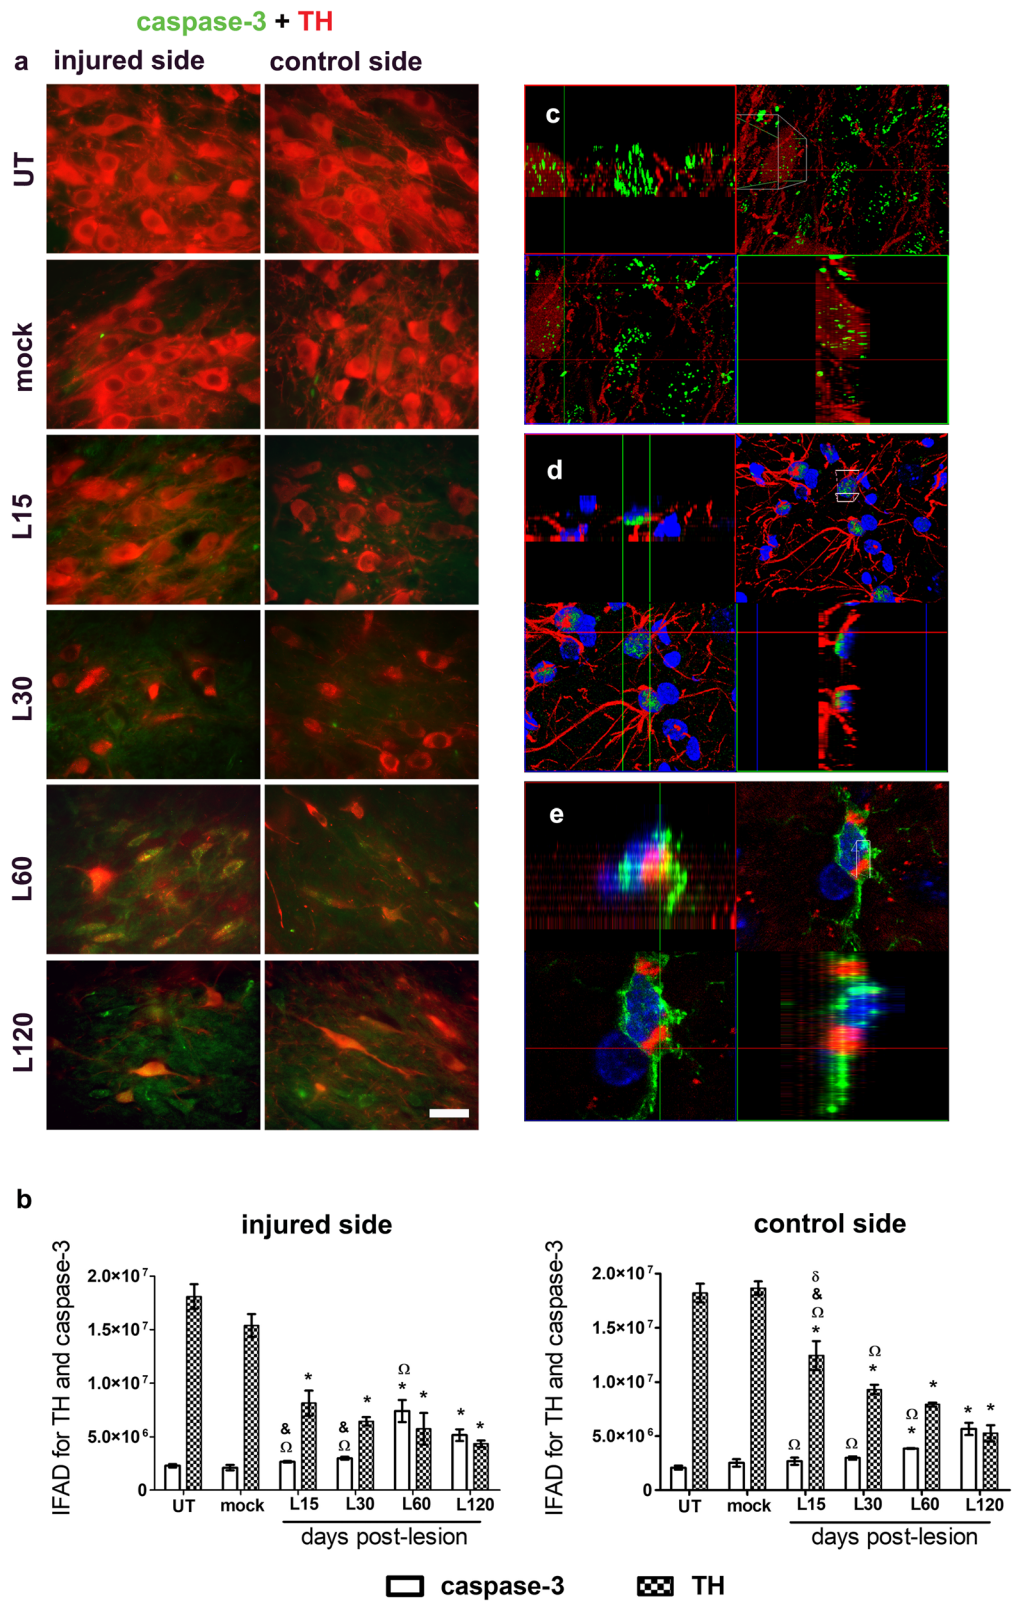 caspase-3 + TH
a injured side control side
UT
mock
L15
L30
L60
L120
c
d
e
b
injured side
IFAD for TH and caspase-3
2.0×10⁷
1.5×10⁷
1.0×10⁷
5.0×10⁶
0
&
Ω
*
&
Ω
*
Ω
*
*
*
*
UT mock L15 L30 L60 L120
days post-lesion
control side
IFAD for TH and caspase-3
2.0×10⁷
1.5×10⁷
1.0×10⁷
5.0×10⁶
0
Ω
δ
&
Ω
*
Ω
Ω
*
Ω
*
*
*
*
UT mock L15 L30 L60 L120
days post-lesion
caspase-3 TH